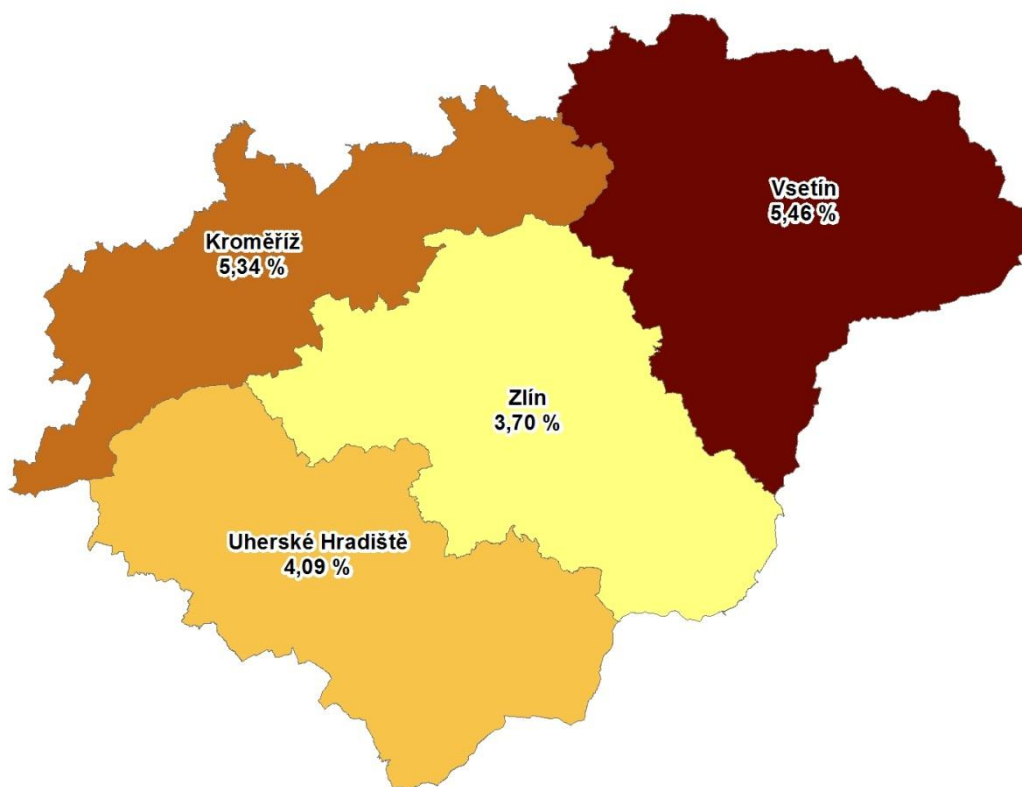 Vsetín
5,46 %
Kroměříž
5,34 %
Zlín
3,70 %
Uherské Hradiště
4,09 %